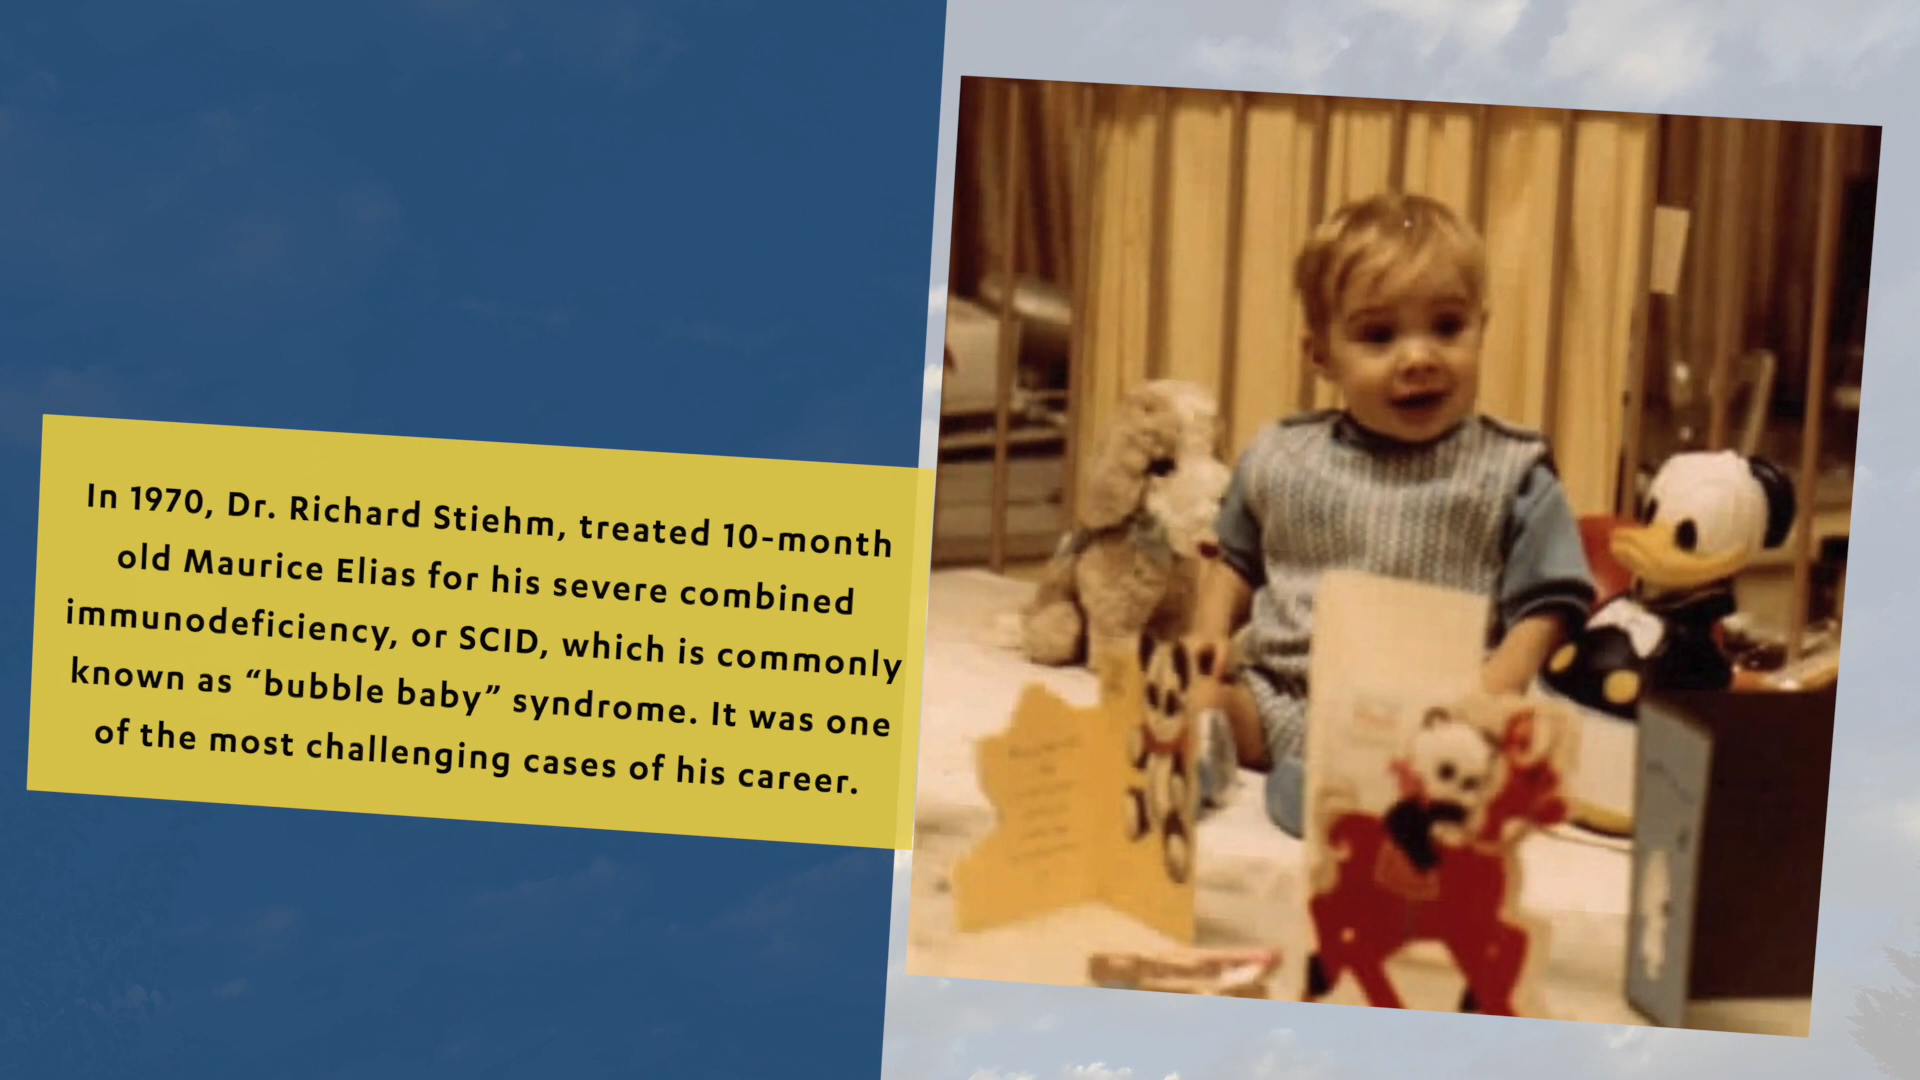 In 1970, Dr. Richard Stiehm, treated 10-month
old Maurice Elias for his severe combined
immunodeficiency, or SCID, which is commonly
known as “bubble baby” syndrome. It was one
of the most challenging cases of his career.